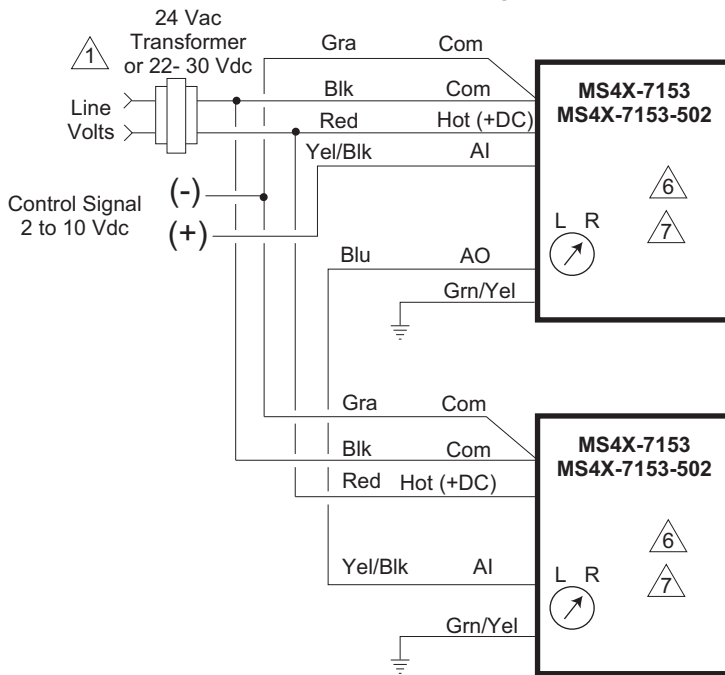 24 Vac
Transformer
or 22- 30 Vdc
1
Line
Volts
Gra Com
Blk Com
Red Hot (+DC)
Yel/Blk AI
Control Signal
2 to 10 Vdc
(-)
(+)
Blu AO
Grn/Yel
MS4X-7153
MS4X-7153-502
6
7
L R
Gra Com
Blk Com
Red Hot (+DC)
Yel/Blk AI
Grn/Yel
MS4X-7153
MS4X-7153-502
6
7
L R